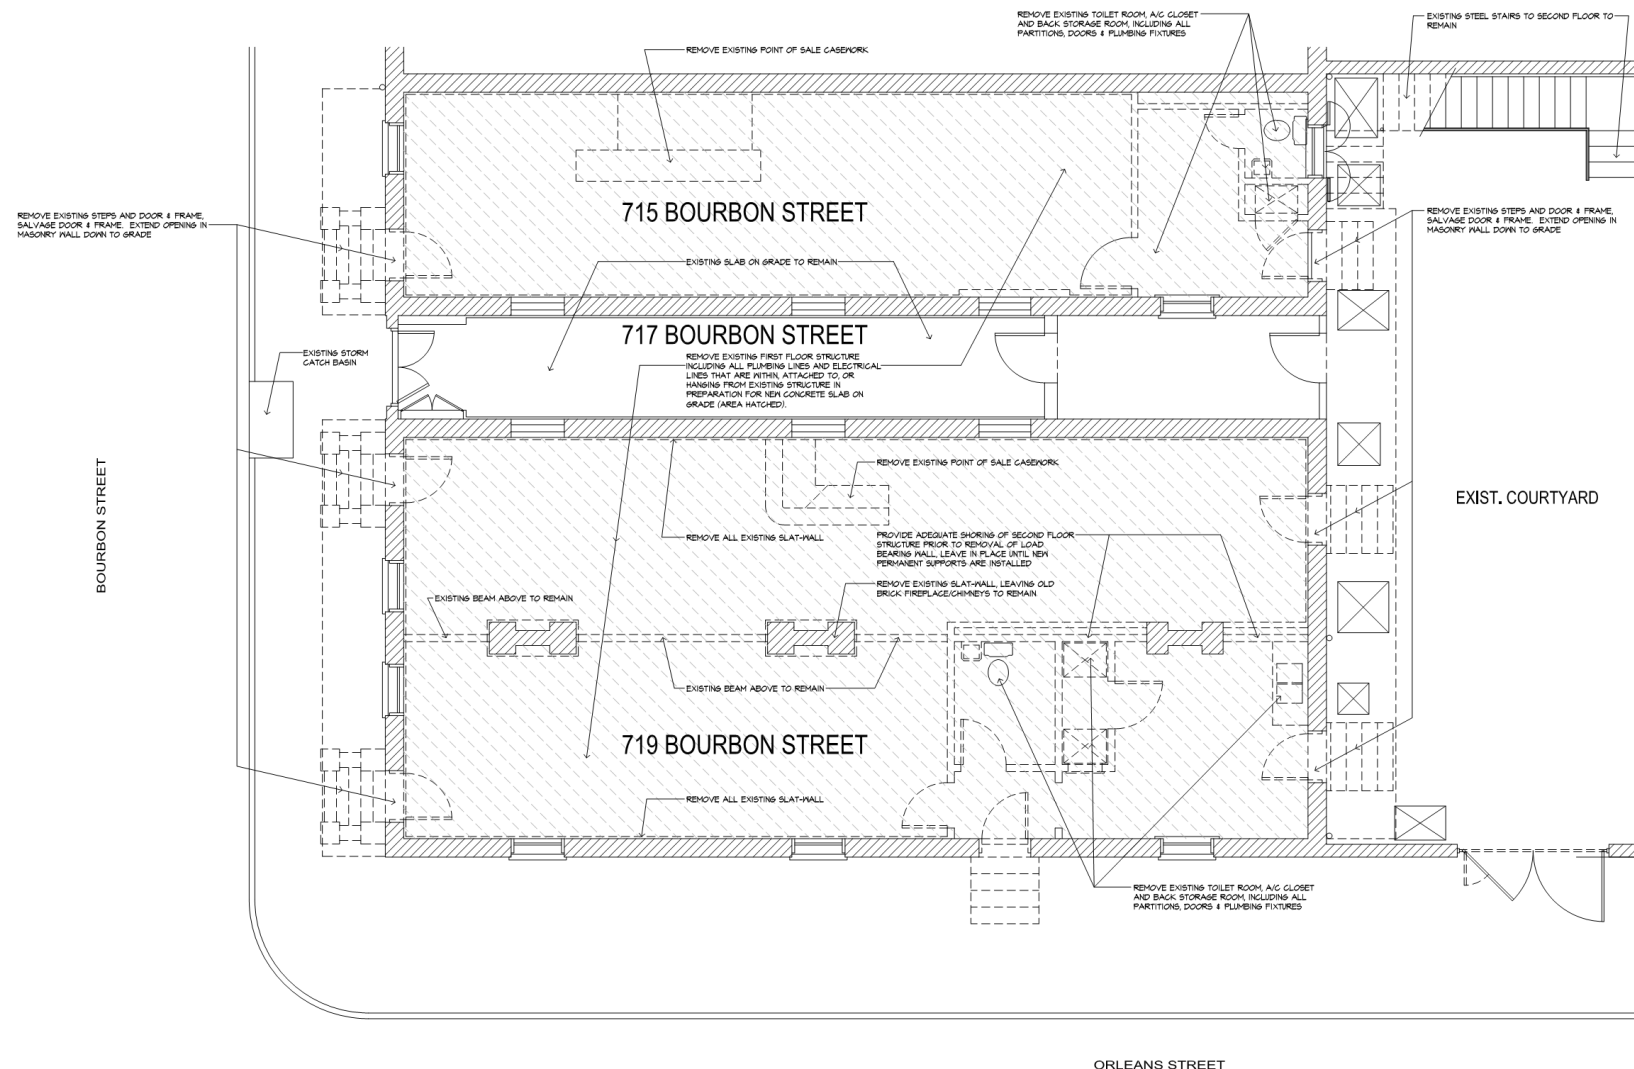 REMOVE EXISTING TOILET ROOM, A/C CLOSET
AND BACK STORAGE ROOM, INCLUDING ALL
PARTITIONS, DOORS & PLUMBING FIXTURES
EXISTING STEEL STAIRS TO SECOND FLOOR TO
REMAIN
REMOVE EXISTING POINT OF SALE CASEWORK
715 BOURBON STREET
REMOVE EXISTING STEPS AND DOOR & FRAME,
SALVAGE DOOR & FRAME. EXTEND OPENING IN
MASONRY WALL DOWN TO GRADE
REMOVE EXISTING STEPS AND DOOR & FRAME,
SALVAGE DOOR & FRAME. EXTEND OPENING IN
MASONRY WALL DOWN TO GRADE
EXISTING SLAB ON GRADE TO REMAIN
717 BOURBON STREET
EXISTING STORM
CATCH BASIN
REMOVE EXISTING FIRST FLOOR STRUCTURE
INCLUDING ALL PLUMBING LINES AND ELECTRICAL
LINES THAT ARE WITHIN, ATTACHED TO, OR
HANGING FROM EXISTING STRUCTURE IN
PREPARATION FOR NEW CONCRETE SLAB ON
GRADE (AREA HATCHED).
REMOVE EXISTING POINT OF SALE CASEWORK
BOURBON STREET
EXIST. COURTYARD
REMOVE ALL EXISTING SLAT-WALL
PROVIDE ADEQUATE SHORING OF SECOND FLOOR
STRUCTURE PRIOR TO REMOVAL OF LOAD
BEARING WALL, LEAVE IN PLACE UNTIL NEW
PERMANENT SUPPORTS ARE INSTALLED
REMOVE EXISTING SLAT-WALL, LEAVING OLD
BRICK FIREPLACE/CHIMNEYS TO REMAIN
EXISTING BEAM ABOVE TO REMAIN
EXISTING BEAM ABOVE TO REMAIN
719 BOURBON STREET
REMOVE ALL EXISTING SLAT-WALL
REMOVE EXISTING TOILET ROOM, A/C CLOSET
AND BACK STORAGE ROOM, INCLUDING ALL
PARTITIONS, DOORS & PLUMBING FIXTURES
ORLEANS STREET